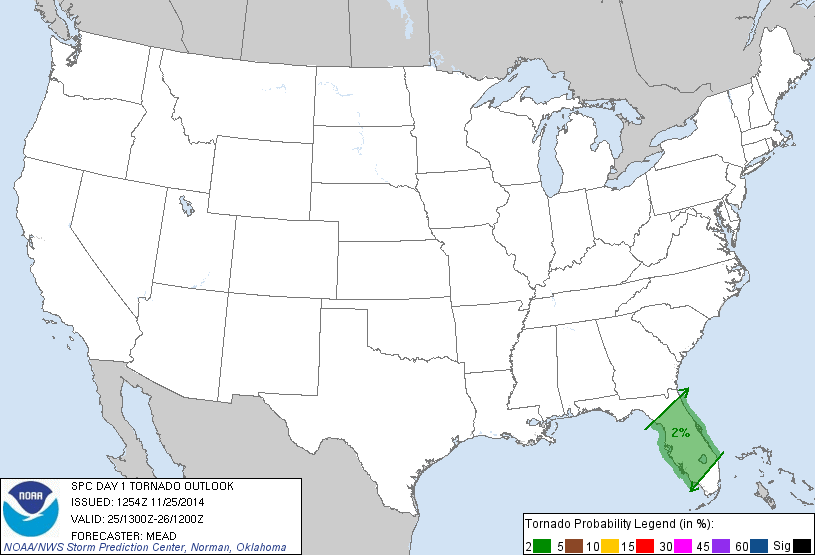 2%
NOAA
SPC DAY 1 TORNADO OUTLOOK
ISSUED: 1254Z 11/25/2014
VALID: 25/1300Z-26/1200Z
FORECASTER: MEAD
NOAA/NWS Storm Prediction Center, Norman, Oklahoma
Tornado Probability Legend (in %):
2 5 10 15 30 45 60 Sig